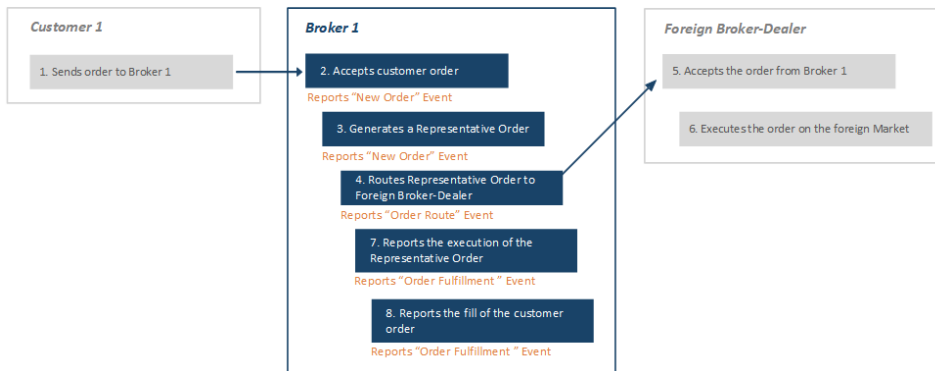 Customer 1
1. Sends order to Broker 1
Broker 1
2. Accepts customer order
Reports “New Order” Event
3. Generates a Representative Order
Reports “New Order” Event
4. Routes Representative Order to
Foreign Broker-Dealer
Reports “Order Route” Event
7. Reports the execution of the
Representative Order
Reports “Order Fulfillment ” Event
8. Reports the fill of the customer
order
Reports “Order Fulfillment ” Event
Foreign Broker-Dealer
5. Accepts the order from Broker 1
6. Executes the order on the foreign Market